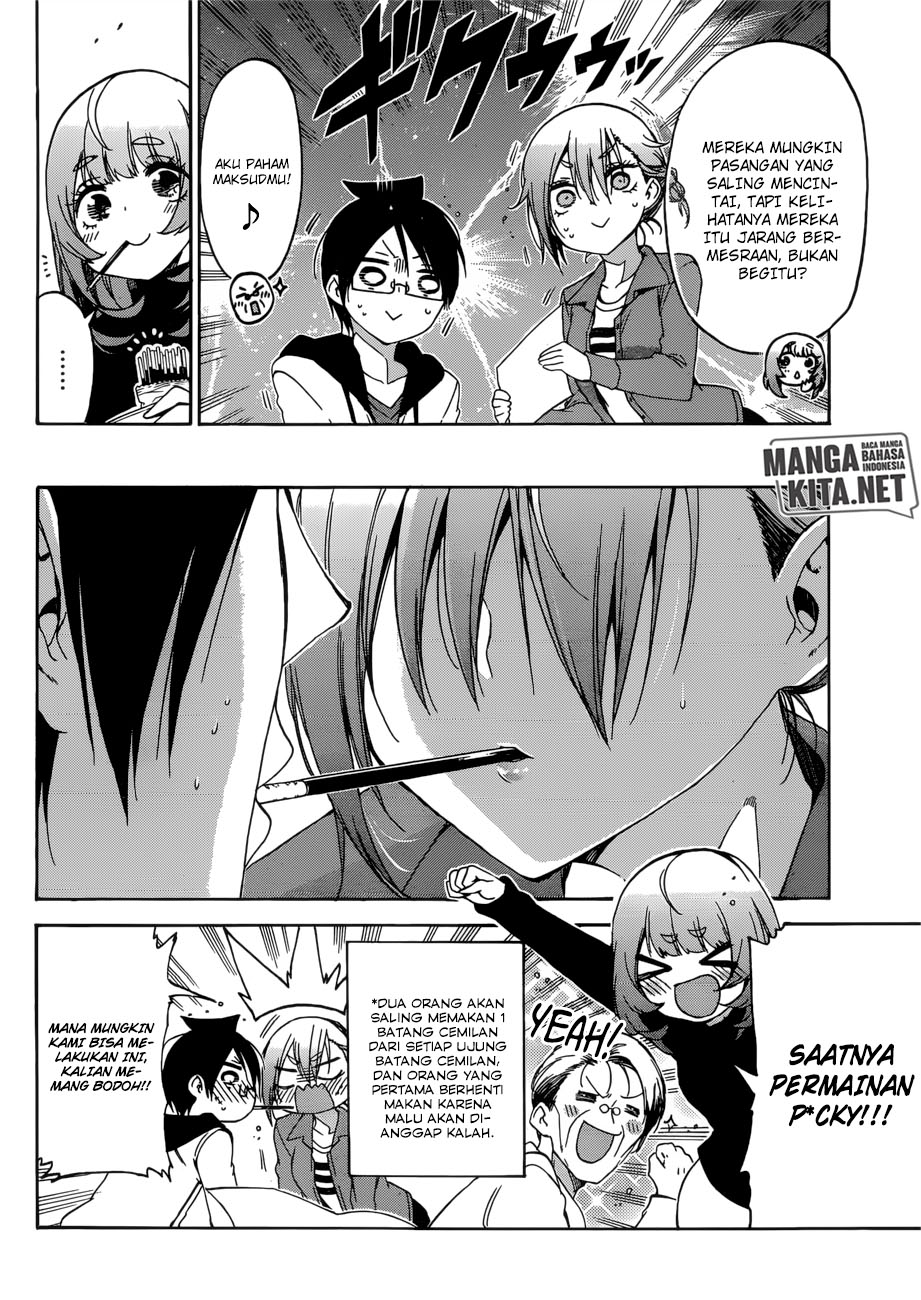 ギクゥゥゥッ
MEREKA MUNGKIN
PASANGAN YANG
SALING MENCIN-
TAI, TAPI KELI-
HATANYA MEREKA
ITU JARANG BER-
MESRAAN, BUKAN
BEGITU?
AKU PAHAM
MAKSUDMU!
♪
......
MANGA
KITA.NET
BACA MANGA
BAHASA
INDONESIA
SAATNYA
PERMAINAN
P*CKY!!!
YEAH!
*DUA ORANG AKAN
SALING MEMAKAN 1
BATANG CEMILAN
DARI SETIAP UJUNG
BATANG CEMILAN,
DAN ORANG YANG
PERTAMA BERHENTI
MAKAN KARENA
MALU AKAN DI-
ANGGAP KALAH.
MANA MUNGKIN
KAMI BISA ME-
LAKUKAN INI,
KALIAN ME-
MANG BODOH!!